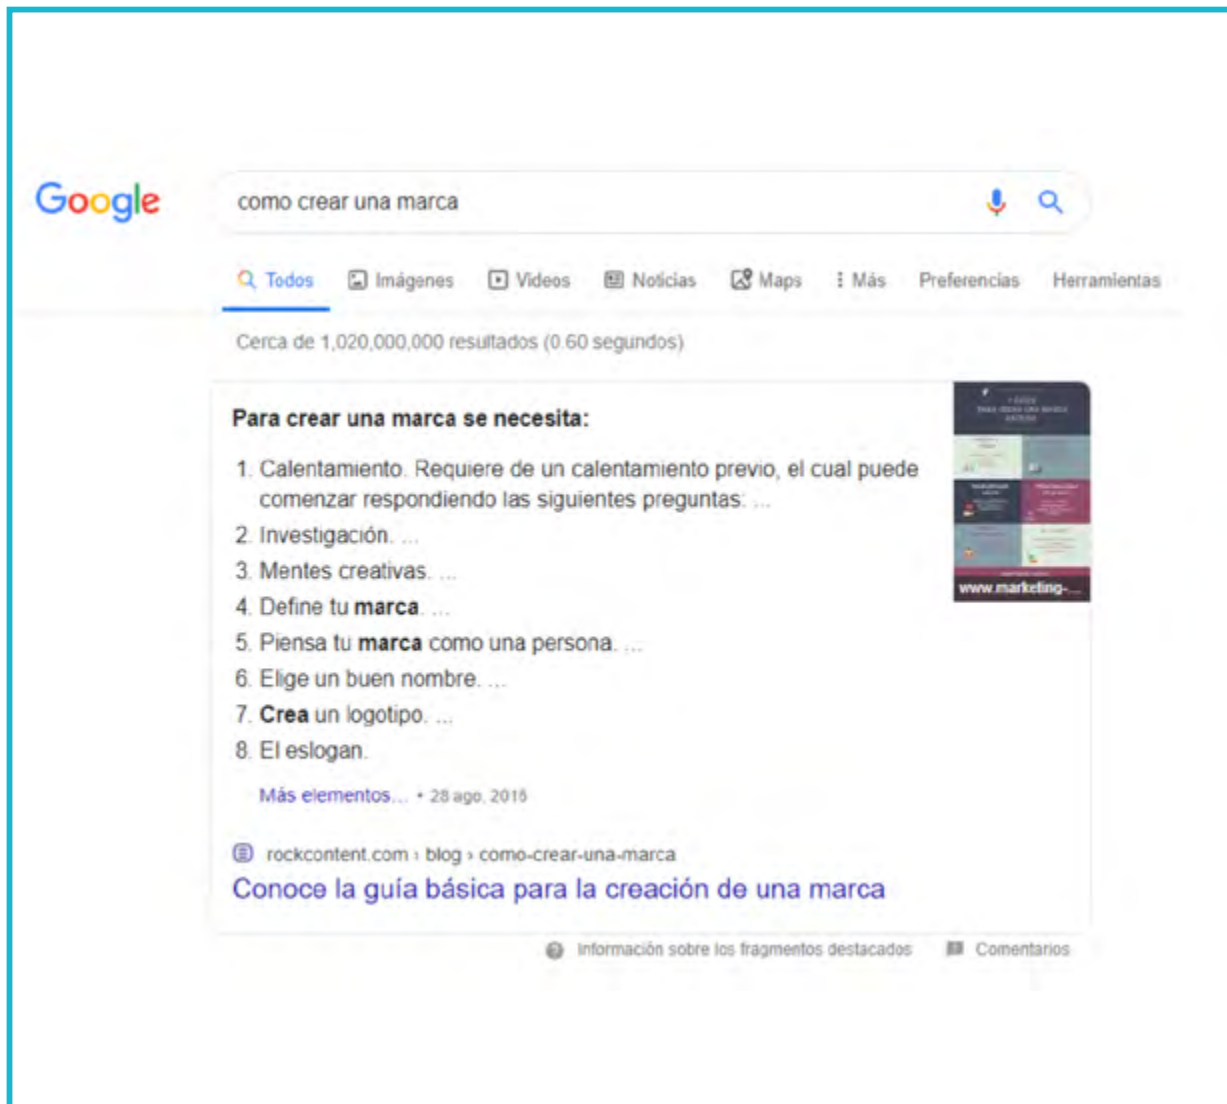 Google
como crear una marca
Todos Imágenes Videos Noticias Maps Más Preferencias Herramientas
Cerca de 1,020,000,000 resultados (0.60 segundos)
Para crear una marca se necesita:
1. Calentamiento. Requiere de un calentamiento previo, el cual puede
comenzar respondiendo las siguientes preguntas: ...
2. Investigación. ...
3. Mentes creativas. ...
4. Define tu marca. ...
5. Piensa tu marca como una persona. ...
6. Elige un buen nombre. ...
7. Crea un logotipo. ...
8. El eslogan.
www.marketing-...
Más elementos... • 28 ago. 2016
rockcontent.com › blog › como-crear-una-marca
Conoce la guía básica para la creación de una marca
Información sobre los fragmentos destacados Comentarios